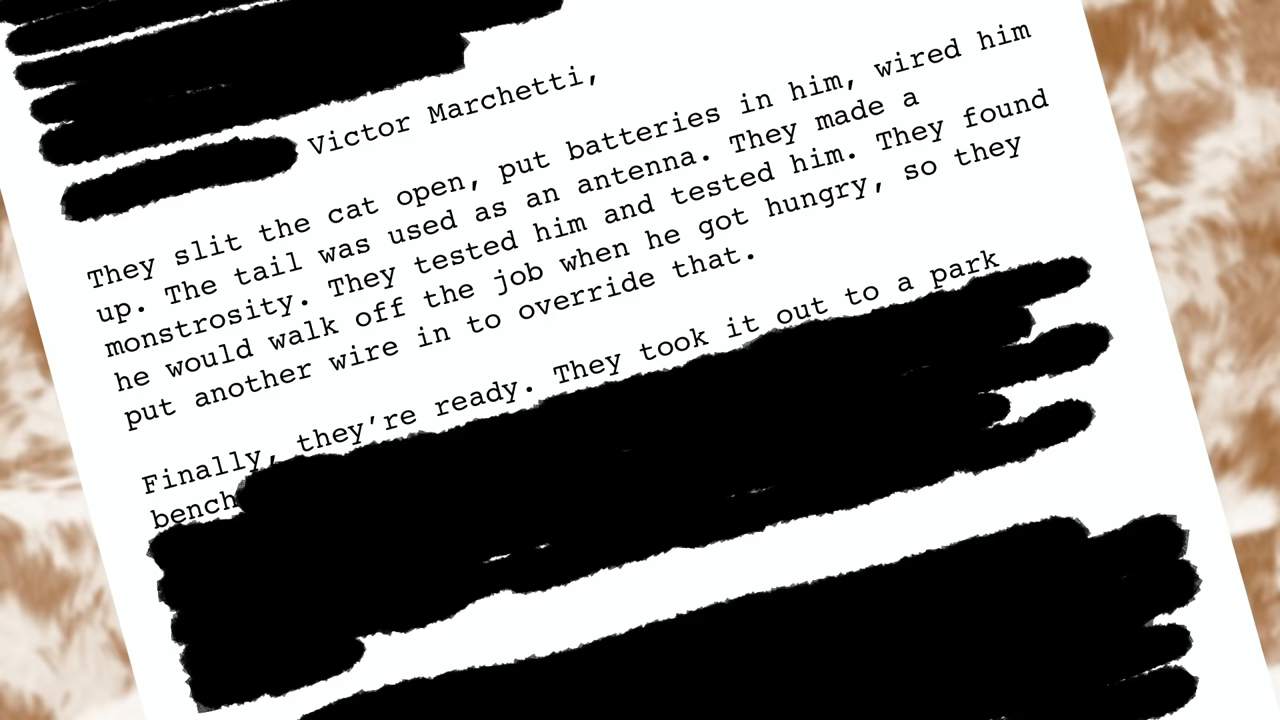 Victor Marchetti,
They slit the cat open, put batteries in him, wired him
up. The tail was used as an antenna. They made a
monstrosity. They tested him and tested him. They found
he would walk off the job when he got hungry, so they
put another wire in to override that.
Finally, they’re ready. They took it out to a park
bench